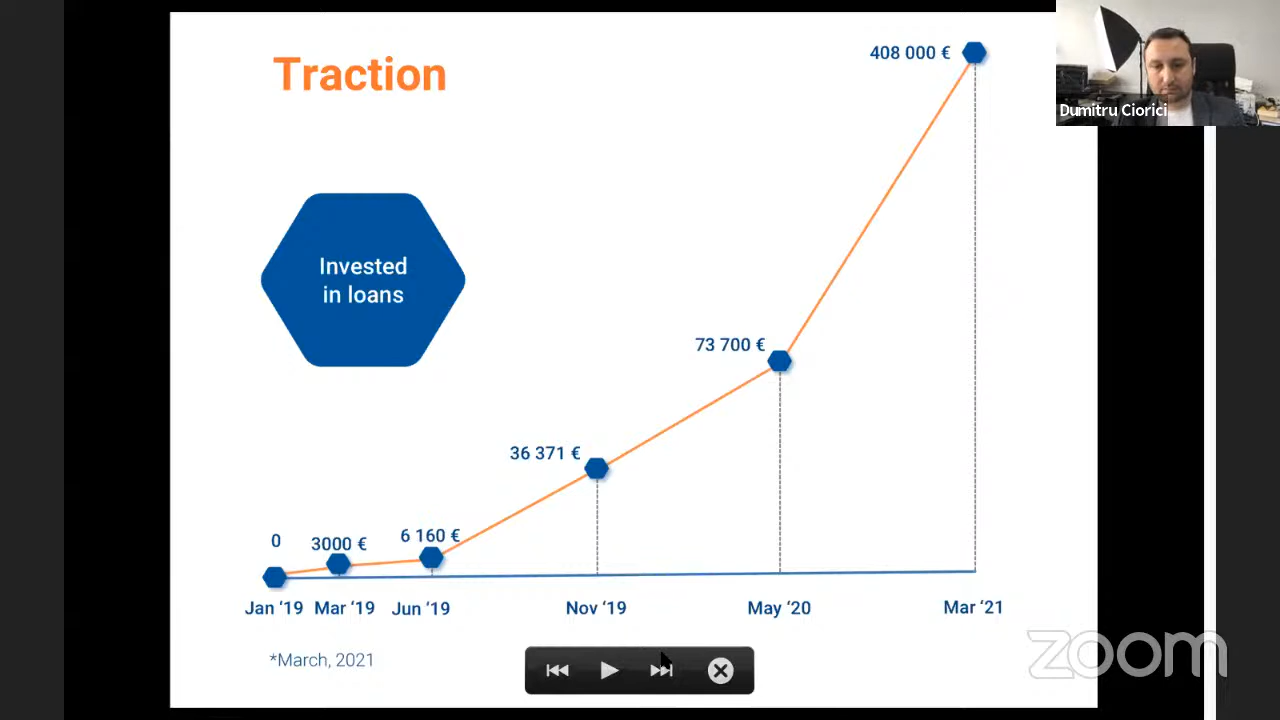 Traction
408 000 €
Dumitru Ciorici
Invested
in loans
73 700 €
36 371 €
0
3000 €
6 160 €
Jan ‘19
Mar ‘19
Jun ‘19
Nov ‘19
May ‘20
Mar ‘21
*March, 2021
zoom